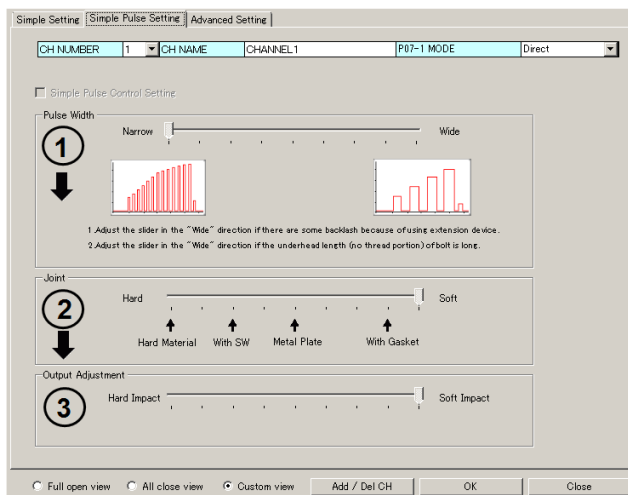 Simple Setting Simple Pulse Setting Advanced Setting
CH NUMBER 1 CH NAME CHANNEL1 P07-1 MODE Direct
Simple Pulse Control Setting
Pulse Width
1
Narrow Wide
1.Adjust the slider in the "Wide" direction if there are some backlash because of using extension device.
2.Adjust the slider in the "Wide" direction if the underhead length (no thread portion) of bolt is long.
Joint
2
Hard Soft
Hard Material With SW Metal Plate With Gasket
Output Adjustment
3
Hard Impact Soft Impact
Full open view All close view Custom view Add / Del CH OK Close